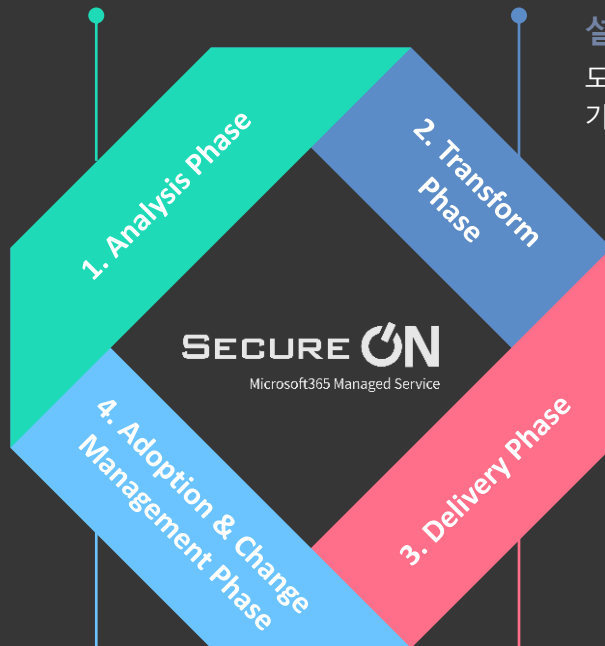 1. Analysis Phase
2. Transform
Phase
SECURE ON
Microsoft365 Managed Service
3. Delivery Phase
4. Adoption & Change
Management Phase